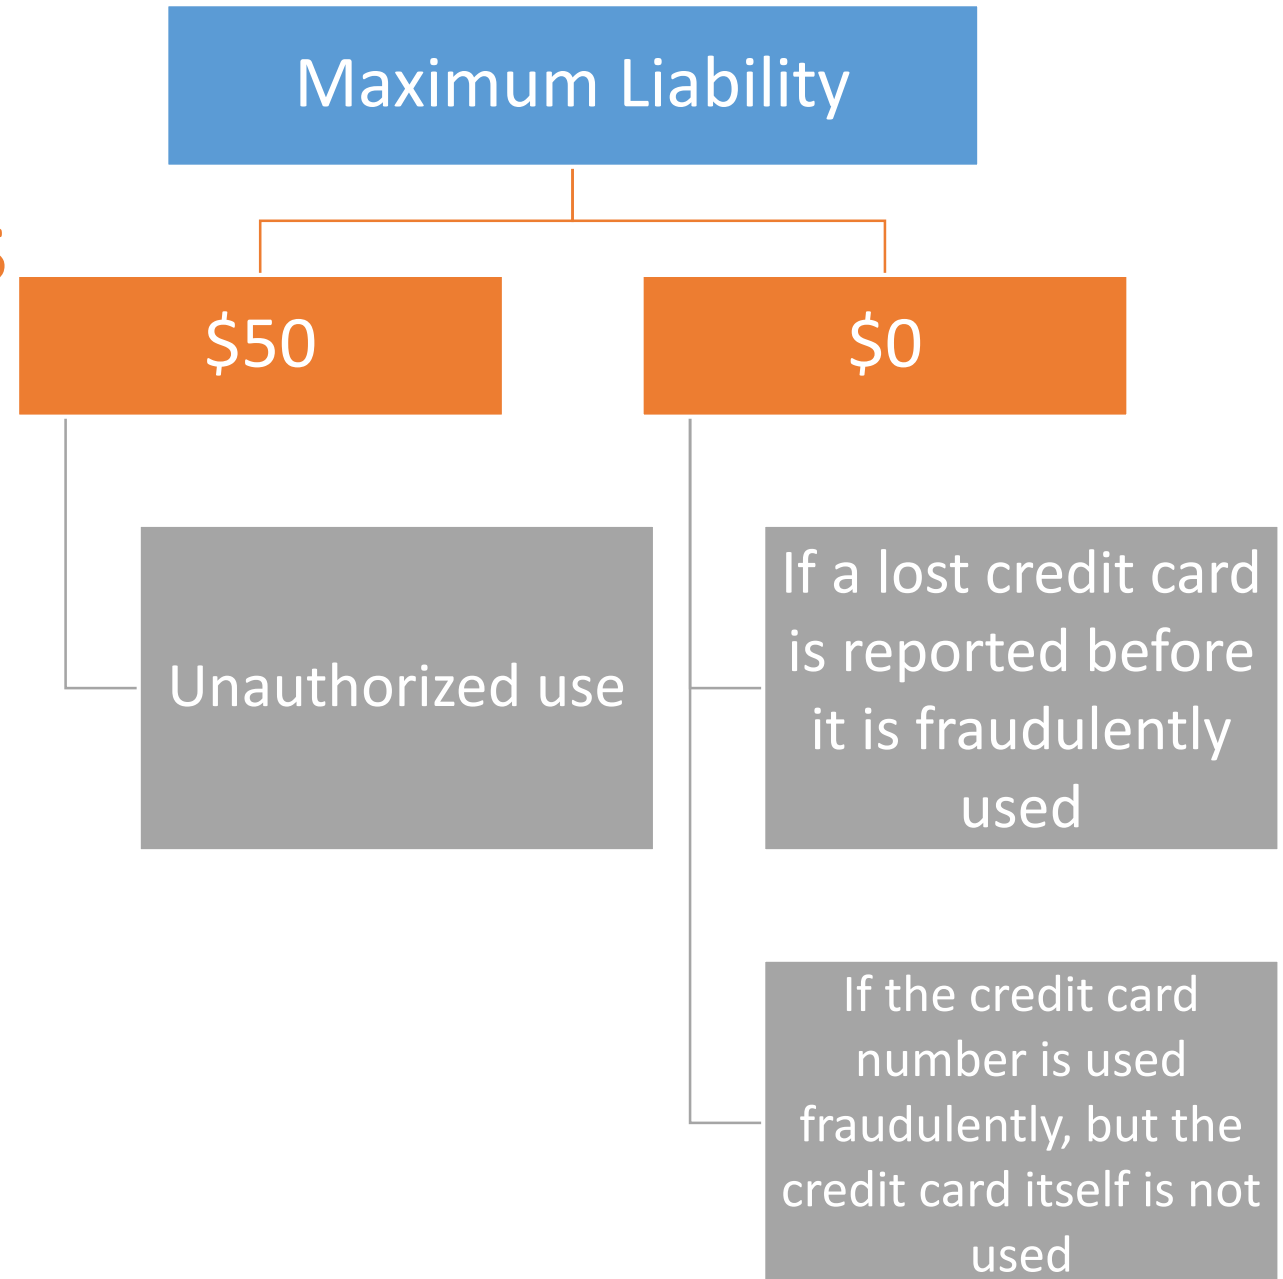 Maximum Liability
$50
$0
Unauthorized use
If a lost credit card
is reported before
it is fraudulently
used
If the credit card
number is used
fraudulently, but the
credit card itself is not
used